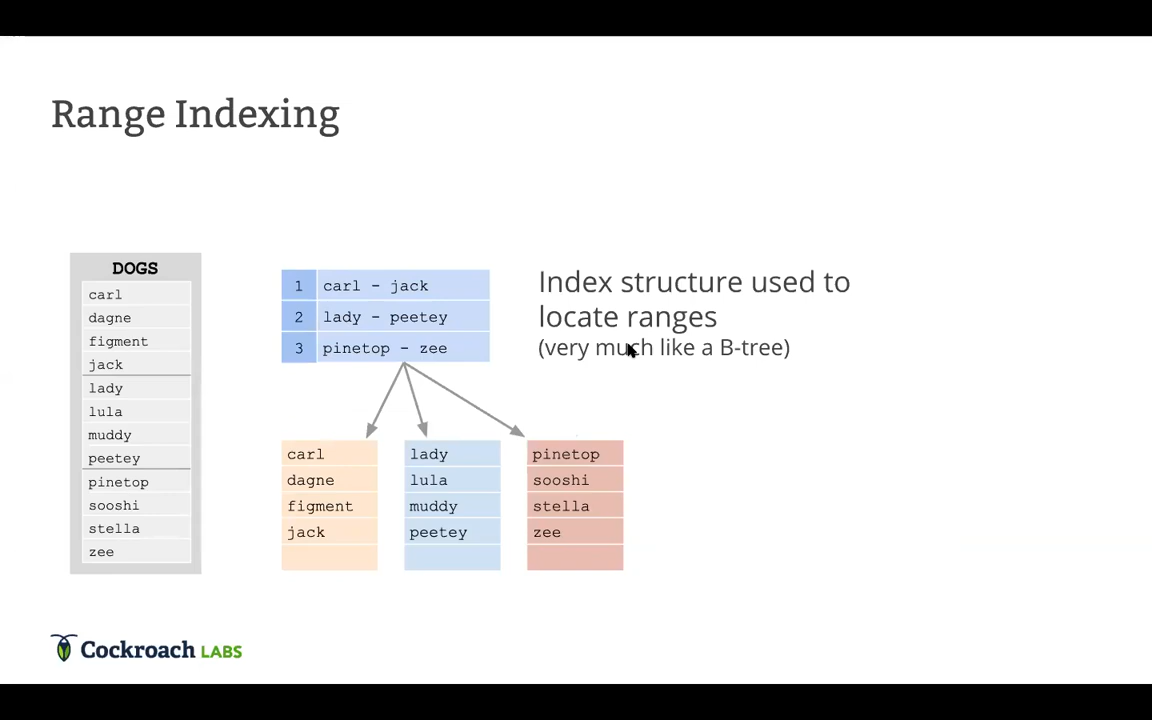 Range Indexing
DOGS
carl
dagne
figment
jack
lady
lula
muddy
peetey
pinetop
sooshi
stella
zee
1 carl - jack
2 lady - peetey
3 pinetop - zee
Index structure used to
locate ranges
(very much like a B-tree)
carl
dagne
figment
jack
lady
lula
muddy
peetey
pinetop
sooshi
stella
zee
Cockroach LABS